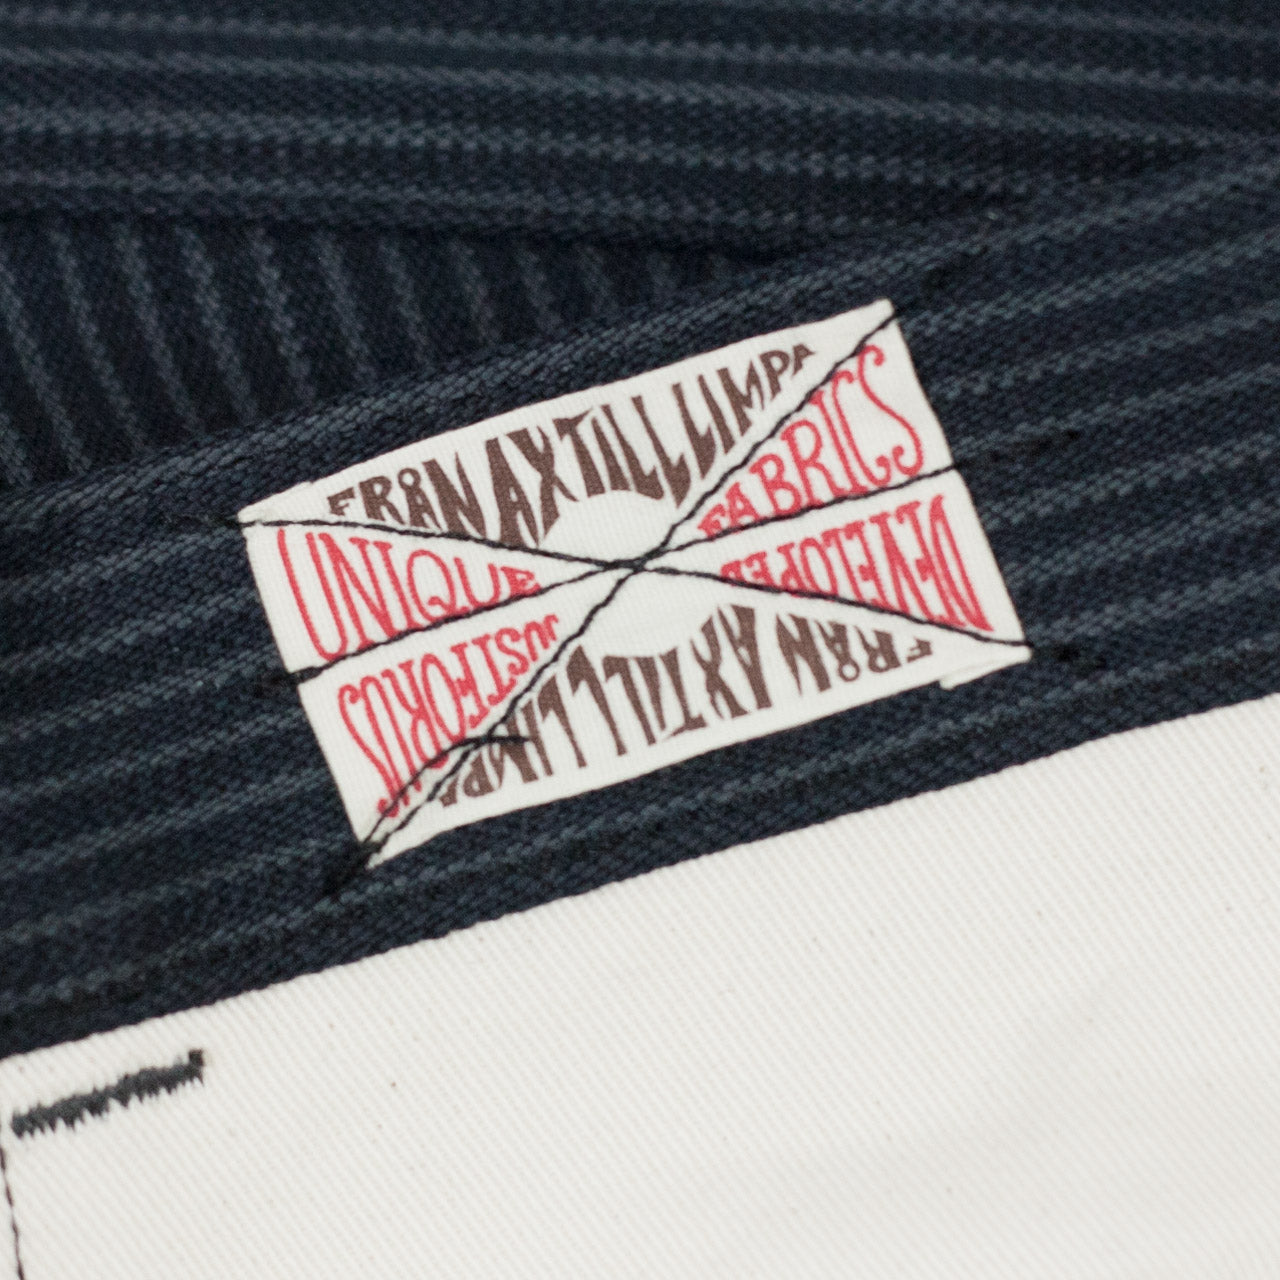 FRÅN AX TILL LIMPA
UNIQUE FABRICS
DEVELOPED JUST FOR US
FRÅN AX TILL LIMPA